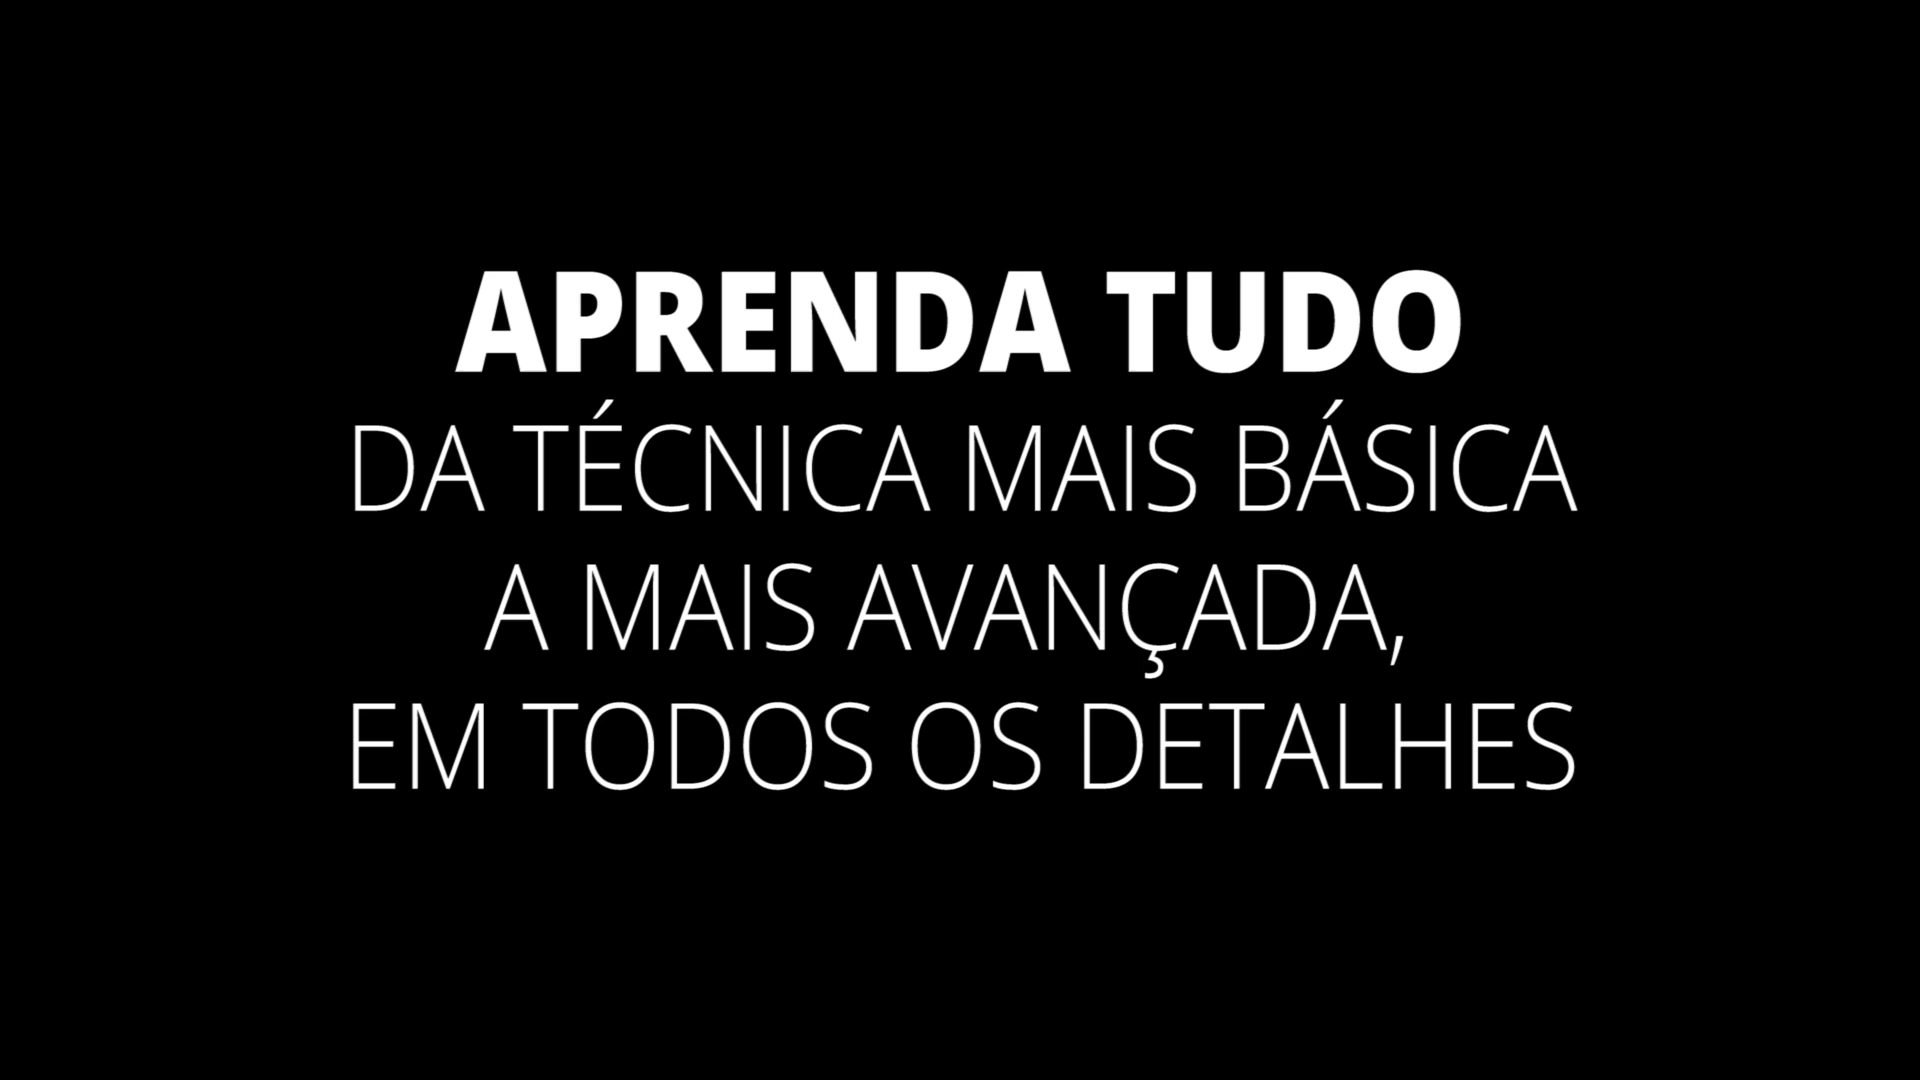 APRENDA TUDO
DA TÉCNICA MAIS BÁSICA
A MAIS AVANÇADA,
EM TODOS OS DETALHES